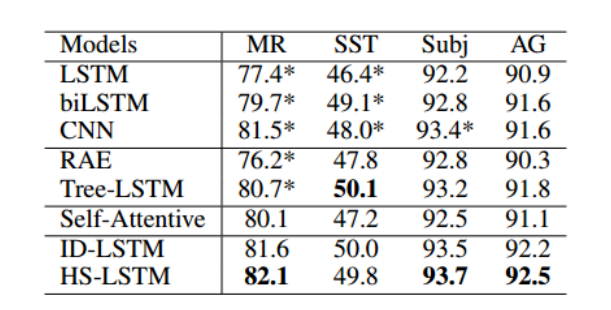 Models MR SST Subj AG
LSTM 77.4* 46.4* 92.2 90.9
biLSTM 79.7* 49.1* 92.8 91.6
CNN 81.5* 48.0* 93.4* 91.6
RAE 76.2* 47.8 92.8 90.3
Tree-LSTM 80.7* 50.1 93.2 91.8
Self-Attentive 80.1 47.2 92.5 91.1
ID-LSTM 81.6 50.0 93.5 92.2
HS-LSTM 82.1 49.8 93.7 92.5